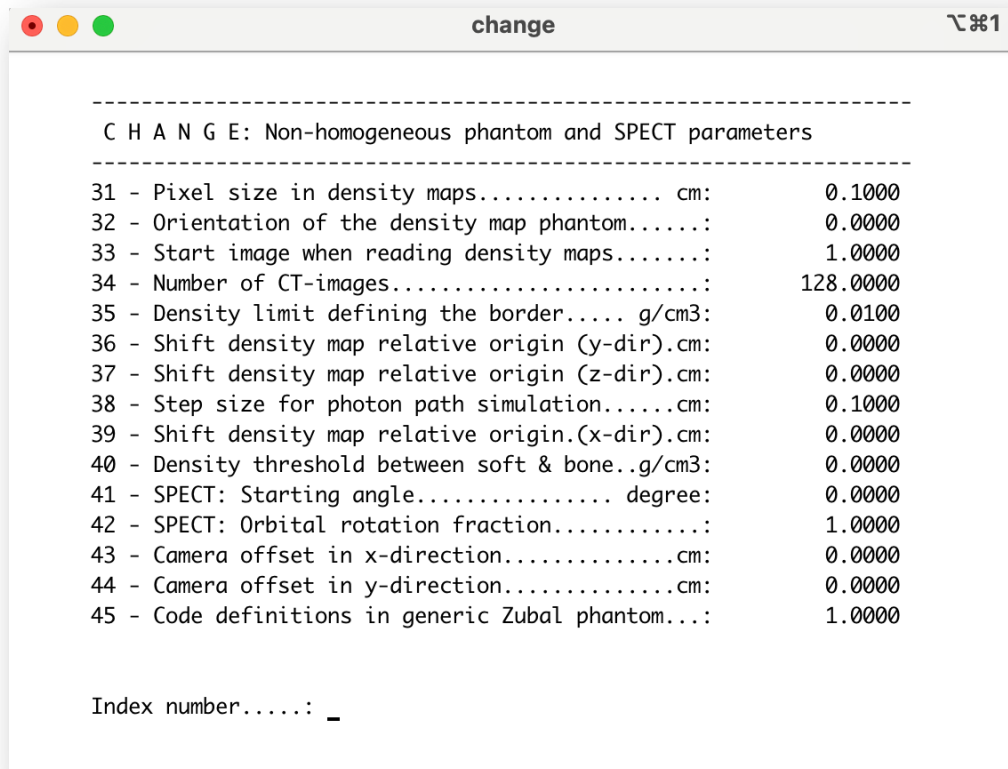 change
⌥⌘1
------------------------------------------------------------------
C H A N G E: Non-homogeneous phantom and SPECT parameters
------------------------------------------------------------------
31 - Pixel size in density maps............... cm: 0.1000
32 - Orientation of the density map phantom......: 0.0000
33 - Start image when reading density maps.......: 1.0000
34 - Number of CT-images.........................: 128.0000
35 - Density limit defining the border..... g/cm3: 0.0100
36 - Shift density map relative origin (y-dir).cm: 0.0000
37 - Shift density map relative origin (z-dir).cm: 0.0000
38 - Step size for photon path simulation......cm: 0.1000
39 - Shift density map relative origin.(x-dir).cm: 0.0000
40 - Density threshold between soft & bone..g/cm3: 0.0000
41 - SPECT: Starting angle................ degree: 0.0000
42 - SPECT: Orbital rotation fraction............: 1.0000
43 - Camera offset in x-direction..............cm: 0.0000
44 - Camera offset in y-direction..............cm: 0.0000
45 - Code definitions in generic Zubal phantom...: 1.0000
Index number.....: _